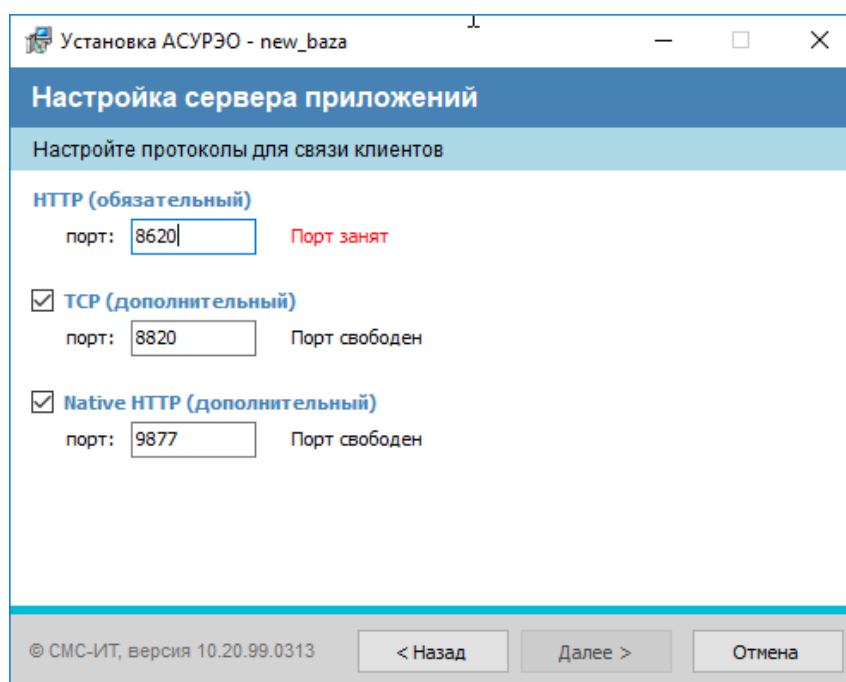 Установка АСУРЭО - new_baza
Настройка сервера приложений
Настройте протоколы для связи клиентов
HTTP (обязательный)
порт: 8620 Порт занят
TCP (дополнительный)
порт: 8820 Порт свободен
Native HTTP (дополнительный)
порт: 9877 Порт свободен
© СМС-ИТ, версия 10.20.99.0313 < Назад Далее > Отмена